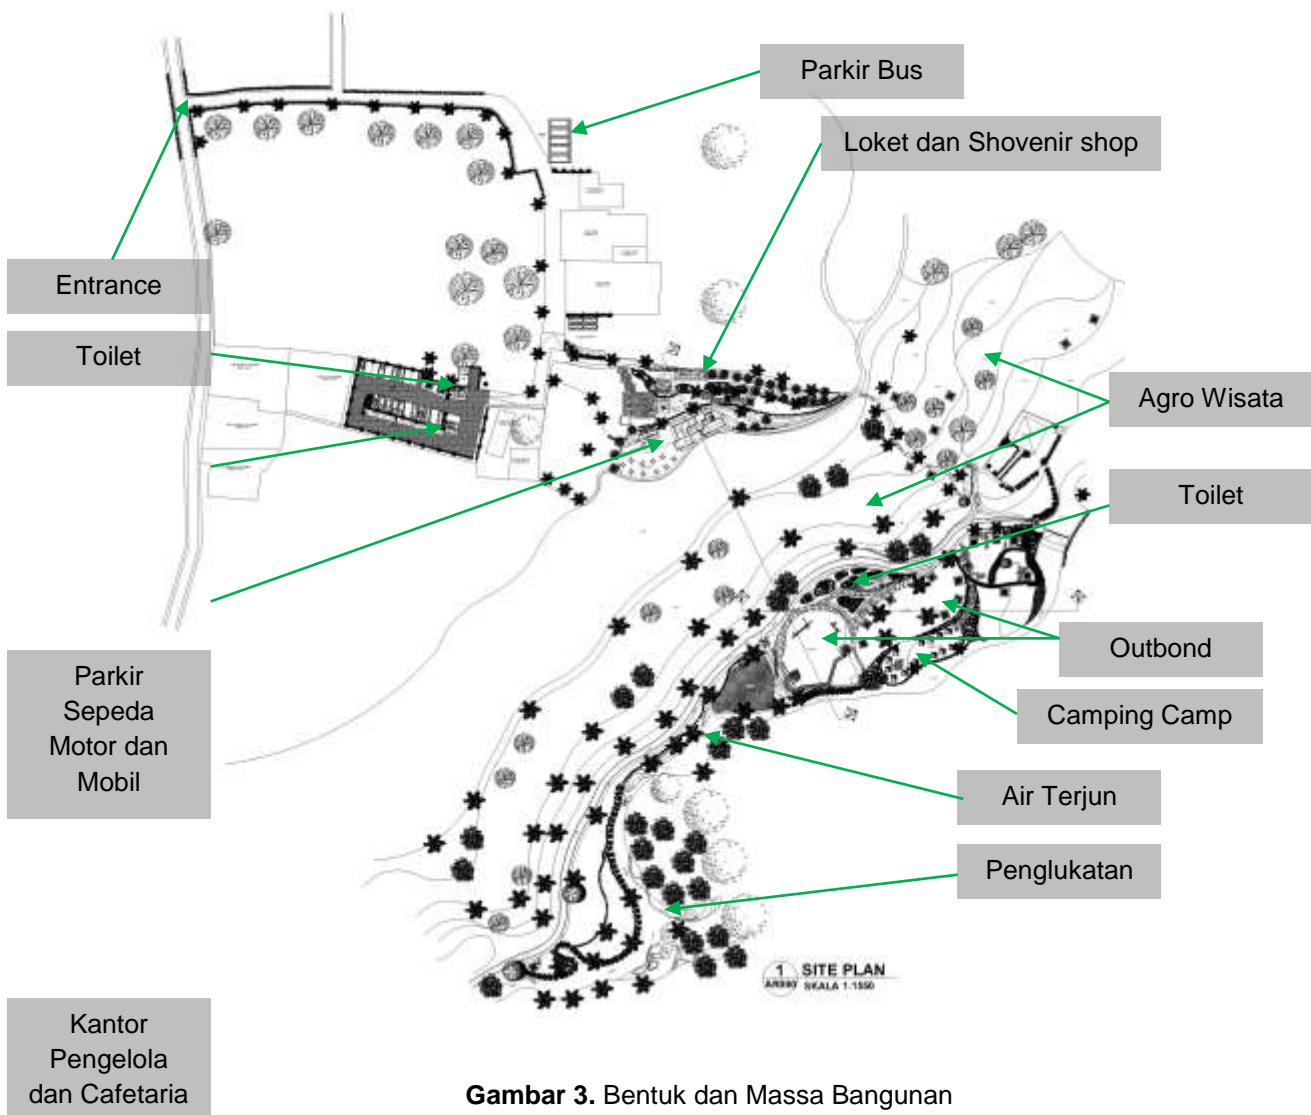 Parkir Bus
Loket dan Shovenir shop
Entrance
Toilet
Agro Wisata
Toilet
Outbond
Parkir
Sepeda
Motor dan
Mobil
Camping Camp
Air Terjun
Penglukatan
1 SITE PLAN
SKALA 1:1550
Kantor
Pengelola
dan Cafetaria
Gambar 3. Bentuk dan Massa Bangunan